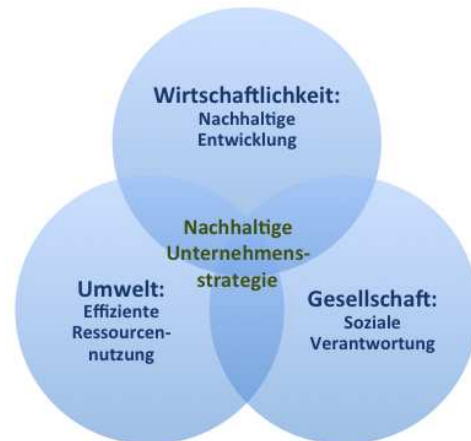 Wirtschaftlichkeit:
Nachhaltige
Entwicklung
Nachhaltige
Unternehmens-
strategie
Umwelt:
Effiziente
Ressourcen-
nutzung
Gesellschaft:
Soziale
Verantwortung